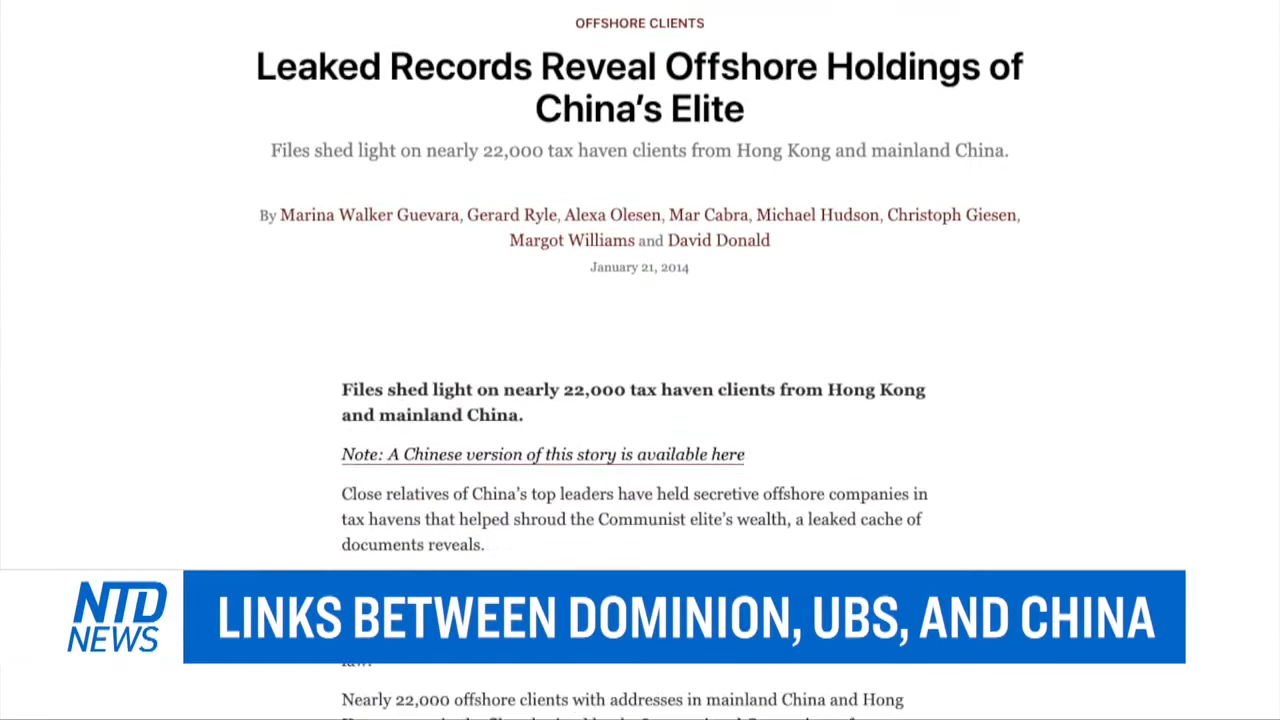 OFFSHORE CLIENTS
Leaked Records Reveal Offshore Holdings of
China’s Elite
Files shed light on nearly 22,000 tax haven clients from Hong Kong and mainland China.
By Marina Walker Guevara, Gerard Ryle, Alexa Olesen, Mar Cabra, Michael Hudson, Christoph Giesen,
Margot Williams and David Donald
January 21, 2014
Files shed light on nearly 22,000 tax haven clients from Hong Kong
and mainland China.
Note: A Chinese version of this story is available here
Close relatives of China’s top leaders have held secretive offshore companies in
tax havens that helped shroud the Communist elite’s wealth, a leaked cache of
documents reveals.
NTD
NEWS
LINKS BETWEEN DOMINION, UBS, AND CHINA
Nearly 22,000 offshore clients with addresses in mainland China and Hong